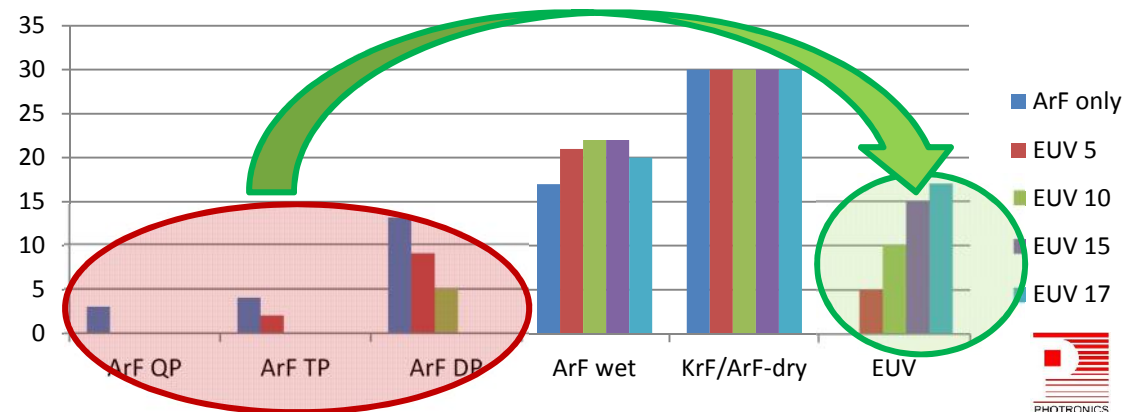 35
30
25
20
15
10
5
0
ArF QP
ArF TP
ArF DP
ArF wet
KrF/ArF-dry
EUV
ArF only
EUV 5
EUV 10
EUV 15
EUV 17
PHOTRONICS